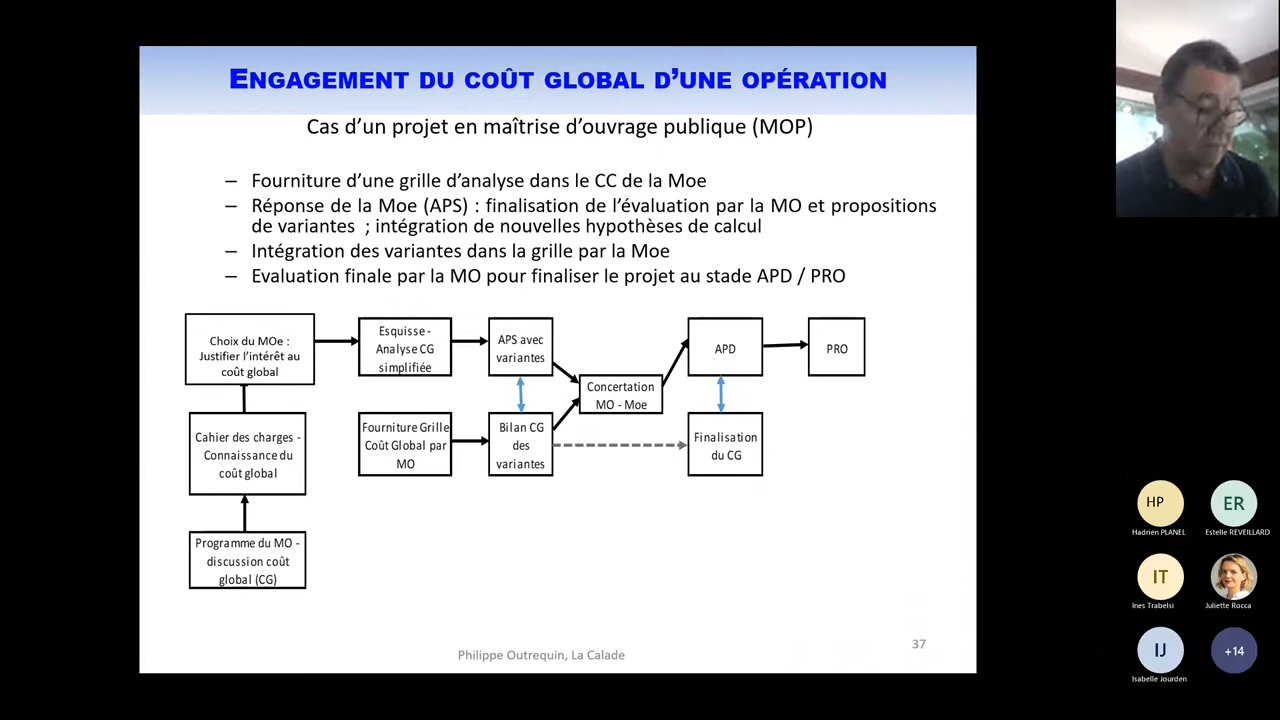 ENGAGEMENT DU COÛT GLOBAL D’UNE OPÉRATION
Cas d’un projet en maîtrise d’ouvrage publique (MOP)
– Fourniture d’une grille d’analyse dans le CC de la Moe
– Réponse de la Moe (APS) : finalisation de l’évaluation par la MO et propositions
de variantes ; intégration de nouvelles hypothèses de calcul
– Intégration des variantes dans la grille par la Moe
– Evaluation finale par la MO pour finaliser le projet au stade APD / PRO
Choix du MOe :
Justifier l’intérêt au
coût global
Esquisse -
Analyse CG
simplifiée
APS avec
variantes
Concertation
MO - Moe
APD
PRO
Cahier des charges -
Connaissance du
coût global
Fourniture Grille
Coût Global par
MO
Bilan CG
des
variantes
Finalisation
du CG
Programme du MO -
discussion coût
global (CG)
Philippe Outrequin, La Calade
37
HP
Hadrien PLANEL
ER
Estelle REVEILLARD
IT
Ines Trabelsi
Juliette Rocca
IJ
Isabelle Jourden
+14